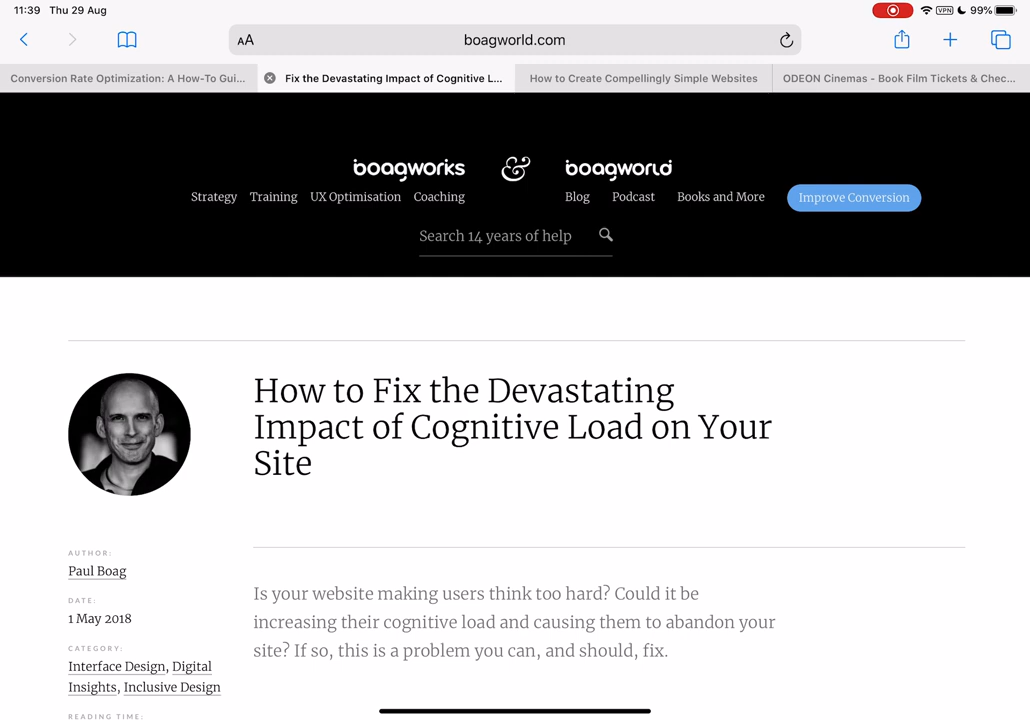 11:39 Thu 29 Aug
VPN 99%
AA boagworld.com
Conversion Rate Optimization: A How-To Gui...
Fix the Devastating Impact of Cognitive L...
How to Create Compellingly Simple Websites
ODEON Cinemas - Book Film Tickets & Chec...
boagworks & boagworld
Strategy Training UX Optimisation Coaching Blog Podcast Books and More Improve Conversion
Search 14 years of help
How to Fix the Devastating
Impact of Cognitive Load on Your
Site
AUTHOR:
Paul Boag
DATE:
1 May 2018
CATEGORY:
Interface Design, Digital
Insights, Inclusive Design
READING TIME:
Is your website making users think too hard? Could it be
increasing their cognitive load and causing them to abandon your
site? If so, this is a problem you can, and should, fix.